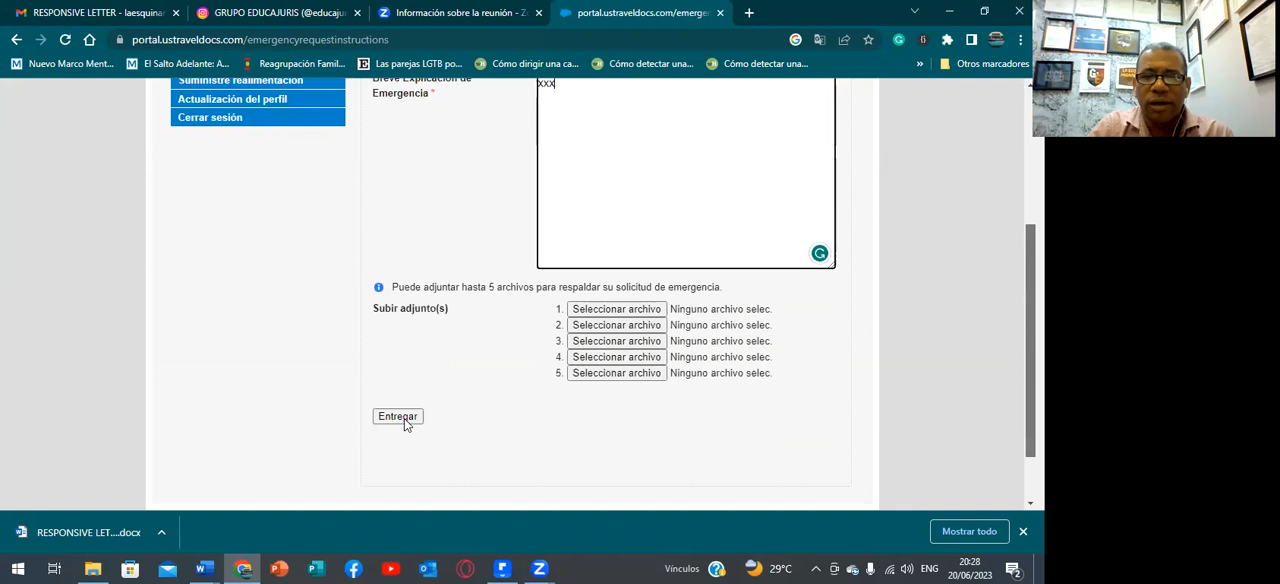 RESPONSIVE LETTER - laesquinas
GRUPO EDUCAJURIS (@educaju
Información sobre la reunión - Zo
portal.ustraveldocs.com/emerge
portal.ustraveldocs.com/emergencyrequestinstructions
Nuevo Marco Ment...
El Salto Adelante: A...
Reagrupación Famil...
Las parejas LGTB po...
Cómo dirigir una ca...
Cómo detectar una...
Cómo detectar una...
»
Otros marcadores
Suministre realimentación
Actualización del perfil
Cerrar sesión
Breve Explicación de
Emergencia *
xxx
Puede adjuntar hasta 5 archivos para respaldar su solicitud de emergencia.
Subir adjunto(s)
1. Seleccionar archivo Ninguno archivo selec.
2. Seleccionar archivo Ninguno archivo selec.
3. Seleccionar archivo Ninguno archivo selec.
4. Seleccionar archivo Ninguno archivo selec.
5. Seleccionar archivo Ninguno archivo selec.
Entregar
RESPONSIVE LET....docx
Mostrar todo
Vínculos
29°C
ENG
20:28
20/06/2023